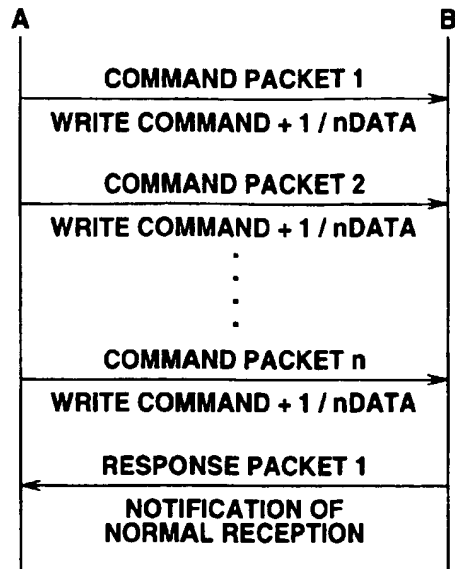 A B
COMMAND PACKET 1
WRITE COMMAND + 1 / nDATA
COMMAND PACKET 2
WRITE COMMAND + 1 / nDATA
COMMAND PACKET n
WRITE COMMAND + 1 / nDATA
RESPONSE PACKET 1
NOTIFICATION OF
NORMAL RECEPTION